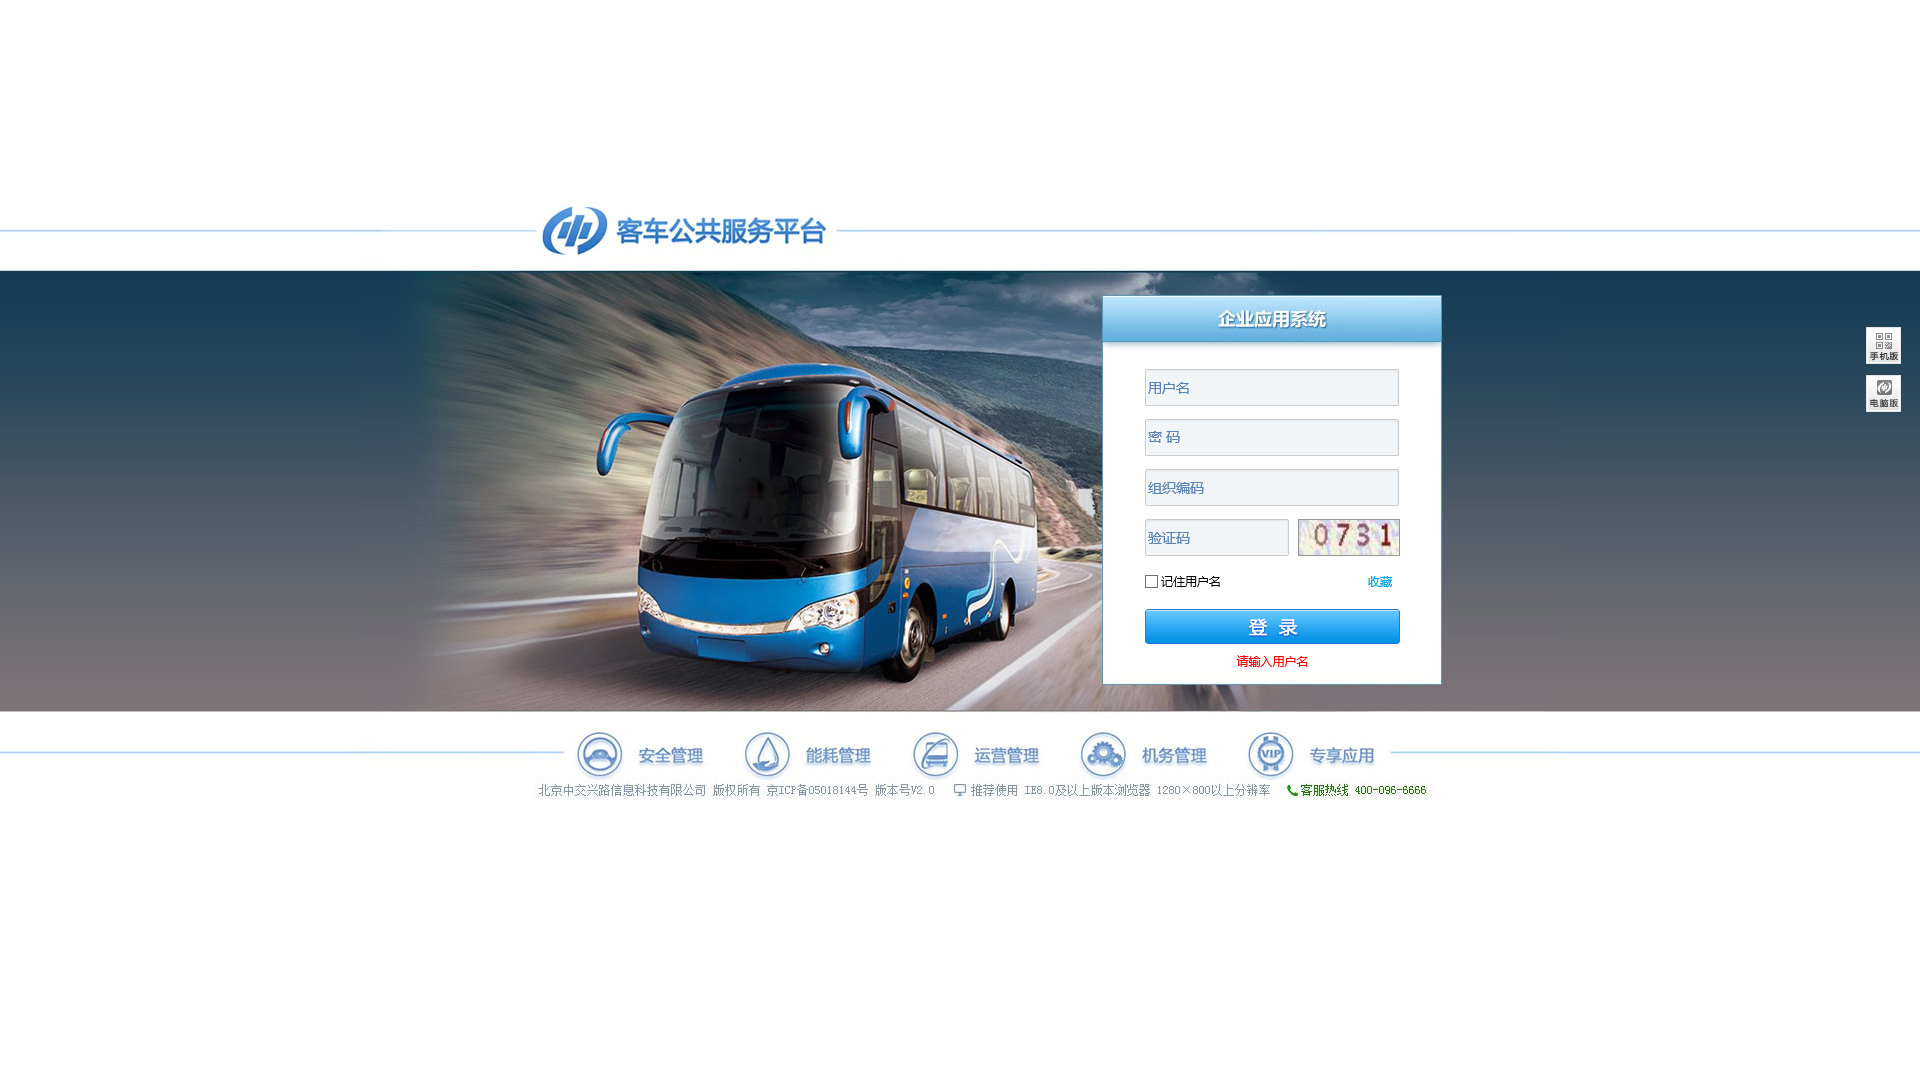 客车公共服务平台
企业应用系统
手机版
用户名
电脑版
密 码
组织编码
验证码 0731
记住用户名 收藏
登 录
请输入用户名
安全管理 能耗管理 运营管理 机务管理 VIP 专享应用
北京中交兴路信息科技有限公司 版权所有 京ICP备05018144号 版本号V2.0 推荐使用 IE8.0及以上版本浏览器 1280×800以上分辨率 客服热线 400-096-6666